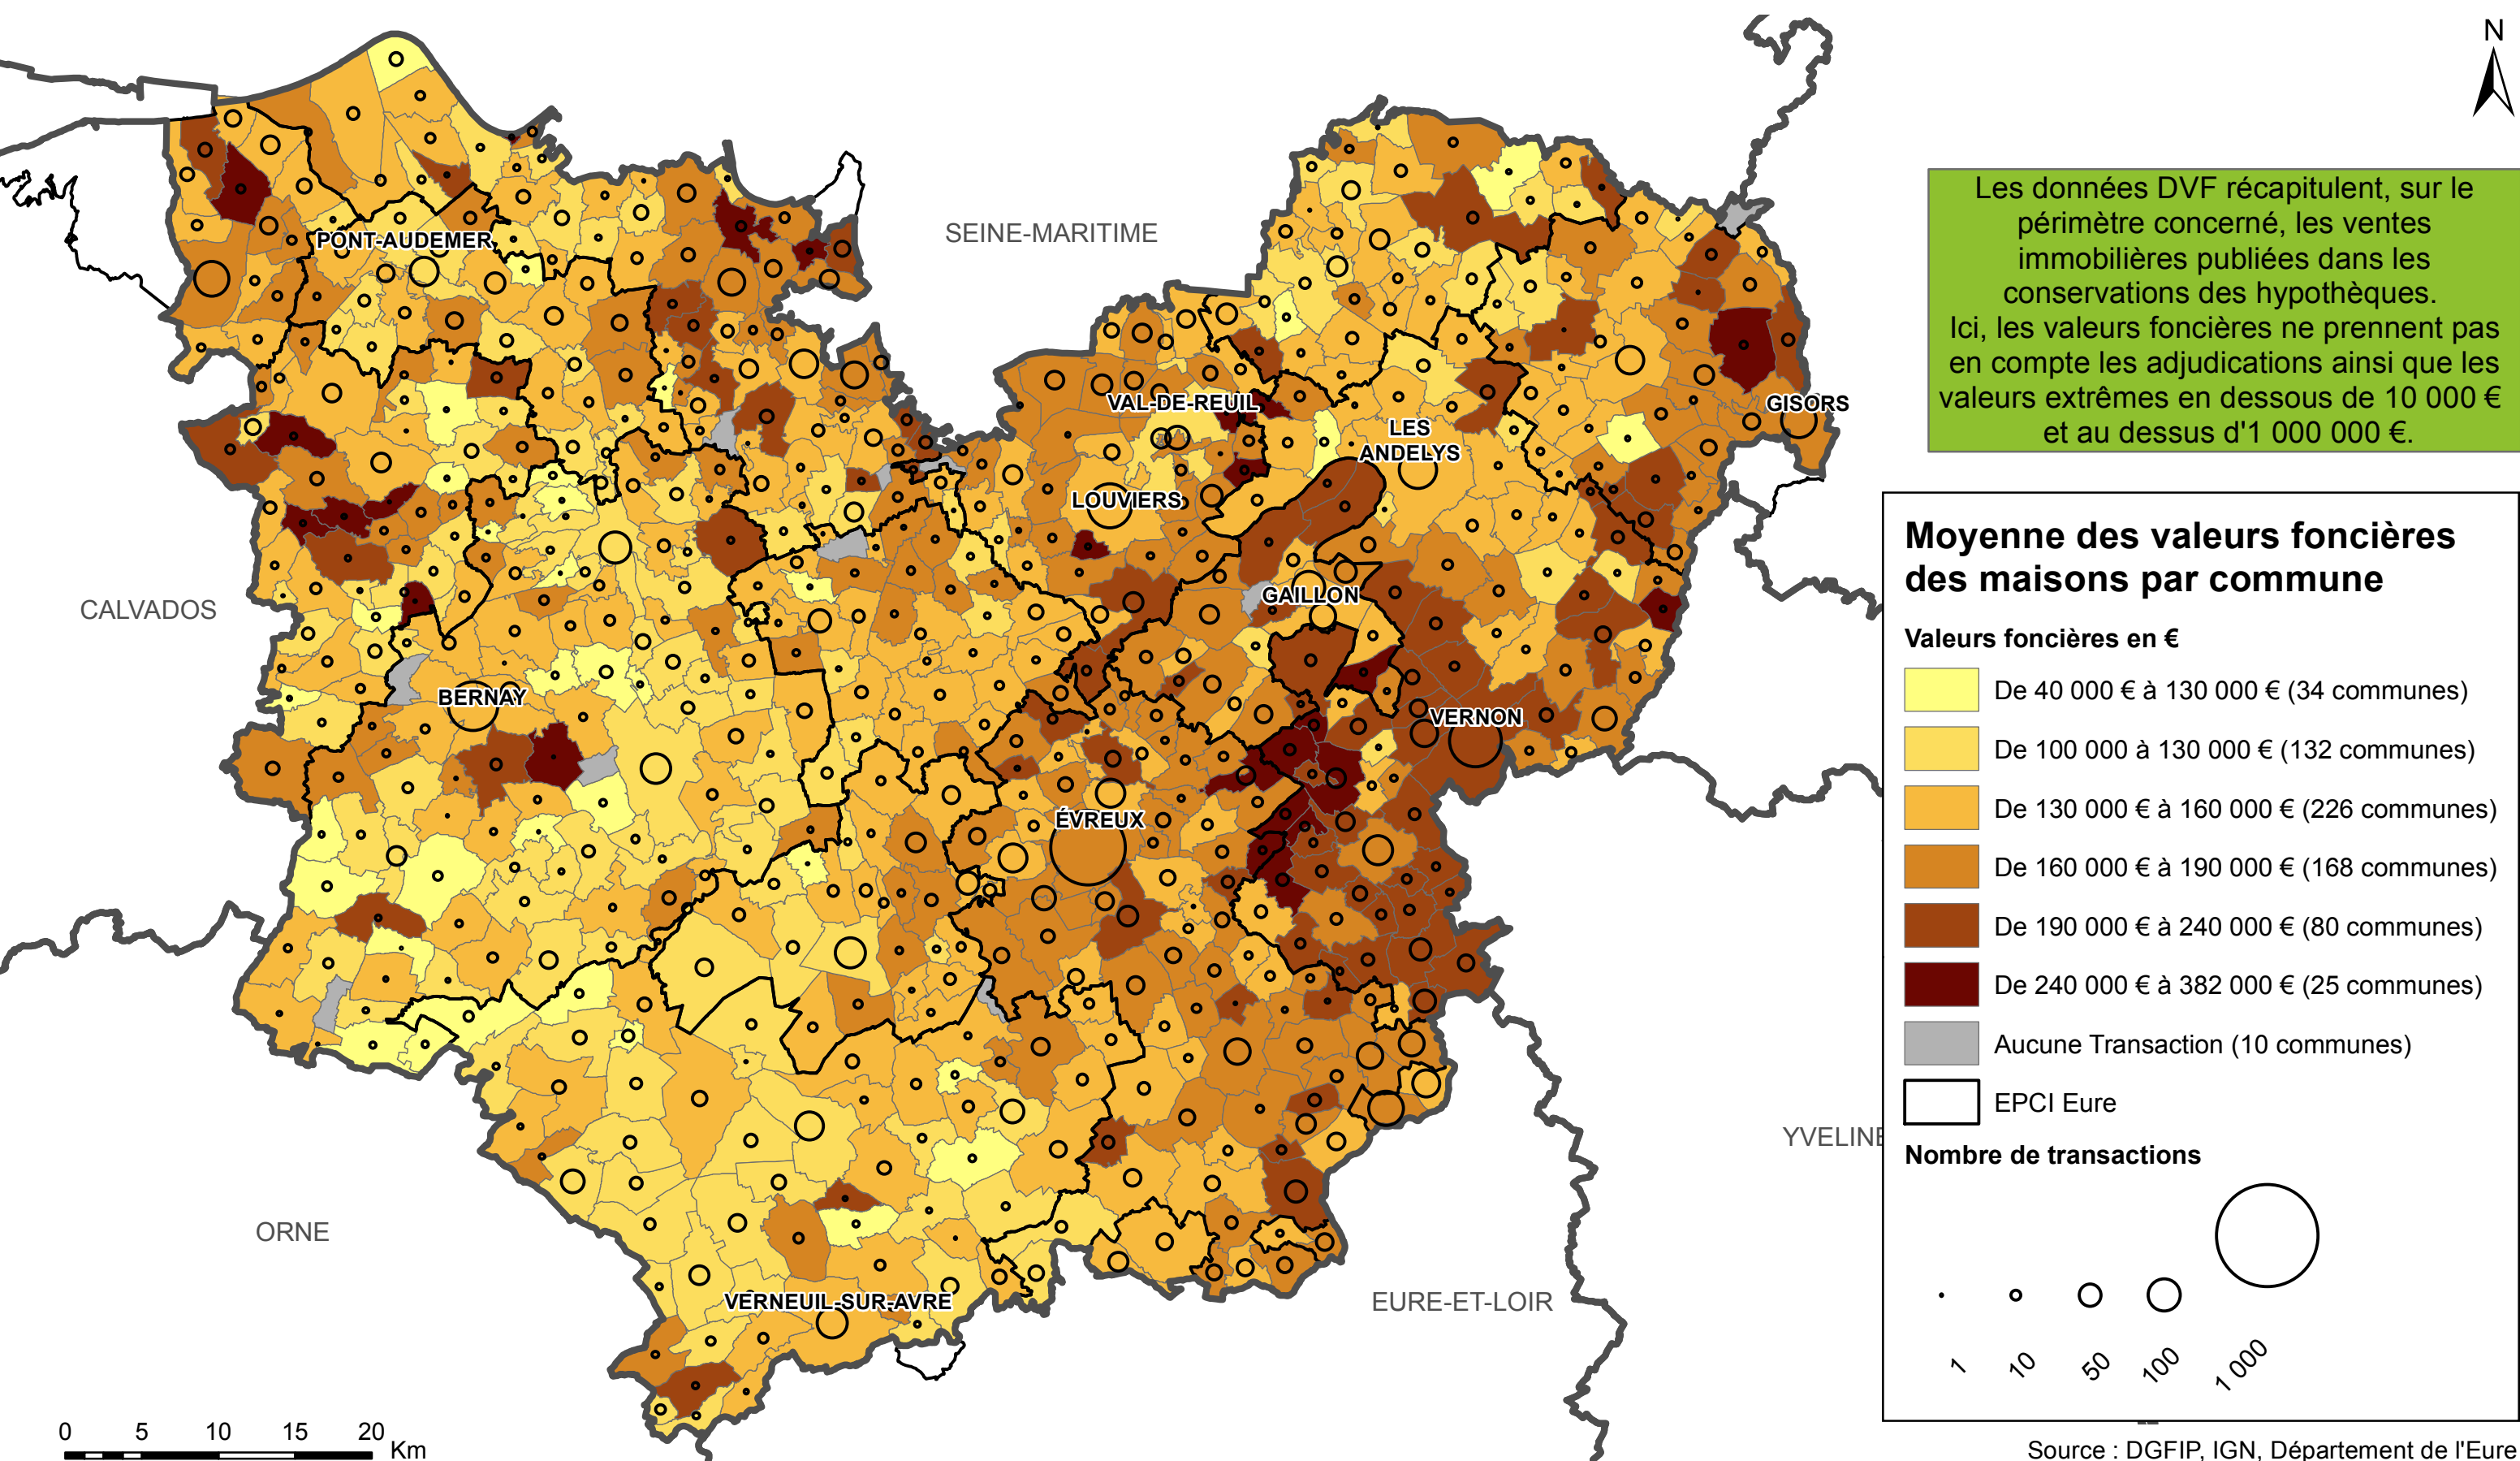 N
SEINE-MARITIME
PONT-AUDEMER
VAL-DE-REUIL
LES
ANDELYS
GISORS
LOUVIERS
CALVADOS
GAILLON
BERNAY
VERNON
ÉVREUX
ORNE
YVELINE
VERNEUIL-SUR-AVRE
EURE-ET-LOIR
0 5 10 15 20
Km
Les données DVF récapitulent, sur le
périmètre concerné, les ventes
immobilières publiées dans les
conservations des hypothèques.
Ici, les valeurs foncières ne prennent pas
en compte les adjudications ainsi que les
valeurs extrêmes en dessous de 10 000 €
et au dessus d'1 000 000 €.
Moyenne des valeurs foncières
des maisons par commune
Valeurs foncières en €
De 40 000 € à 130 000 € (34 communes)
De 100 000 à 130 000 € (132 communes)
De 130 000 € à 160 000 € (226 communes)
De 160 000 € à 190 000 € (168 communes)
De 190 000 € à 240 000 € (80 communes)
De 240 000 € à 382 000 € (25 communes)
Aucune Transaction (10 communes)
EPCI Eure
Nombre de transactions
1 10 50 100 1 000
Source : DGFIP, IGN, Département de l'Eure